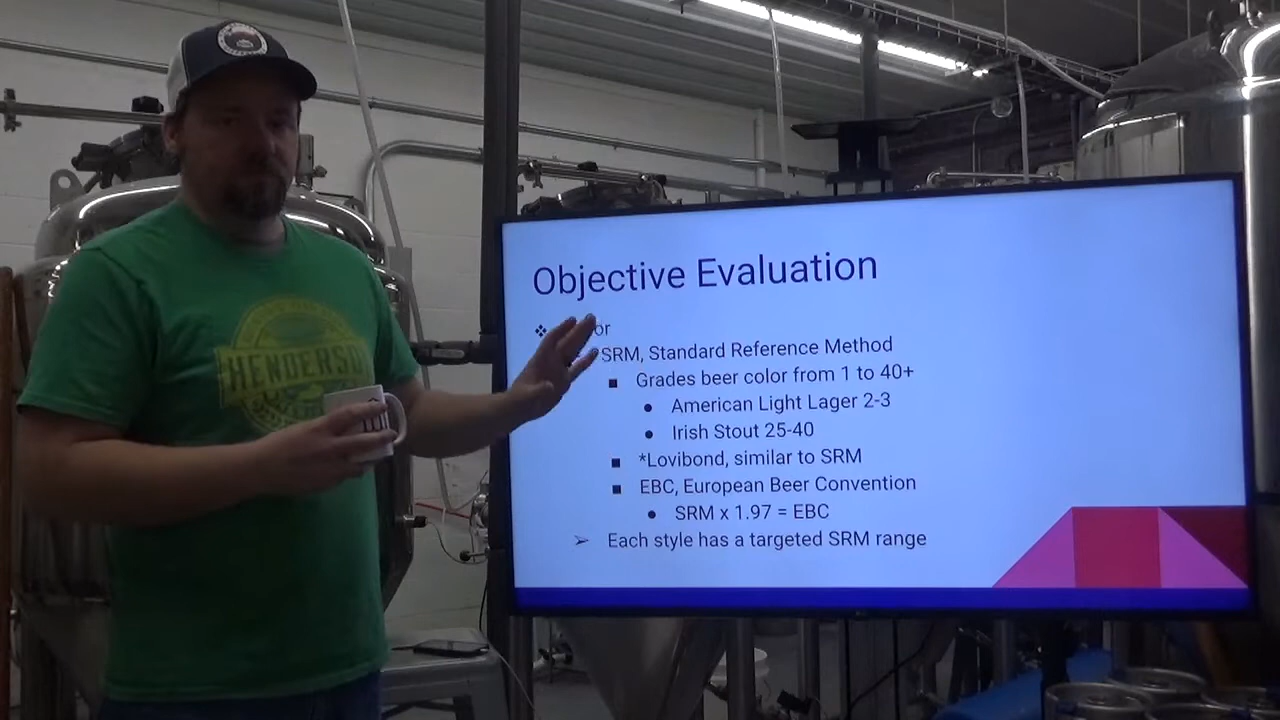 Objective Evaluation
❖ or
SRM, Standard Reference Method
■ Grades beer color from 1 to 40+
● American Light Lager 2-3
● Irish Stout 25-40
■ *Lovibond, similar to SRM
■ EBC, European Beer Convention
● SRM x 1.97 = EBC
➢ Each style has a targeted SRM range
HENDERSO